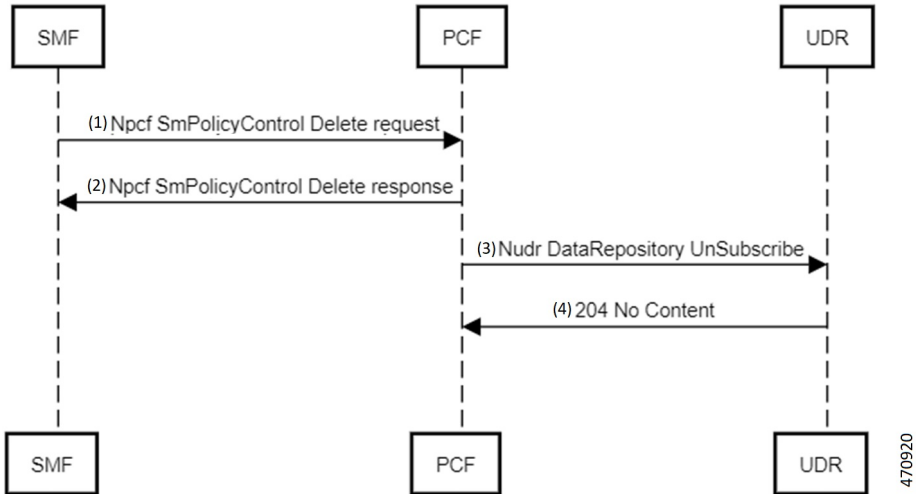 SMF
PCF
UDR
(1) Npcf SmPolicyControl Delete request
(2) Npcf SmPolicyControl Delete response
(3) Nudr DataRepository UnSubscribe
(4) 204 No Content
SMF
PCF
UDR
470920